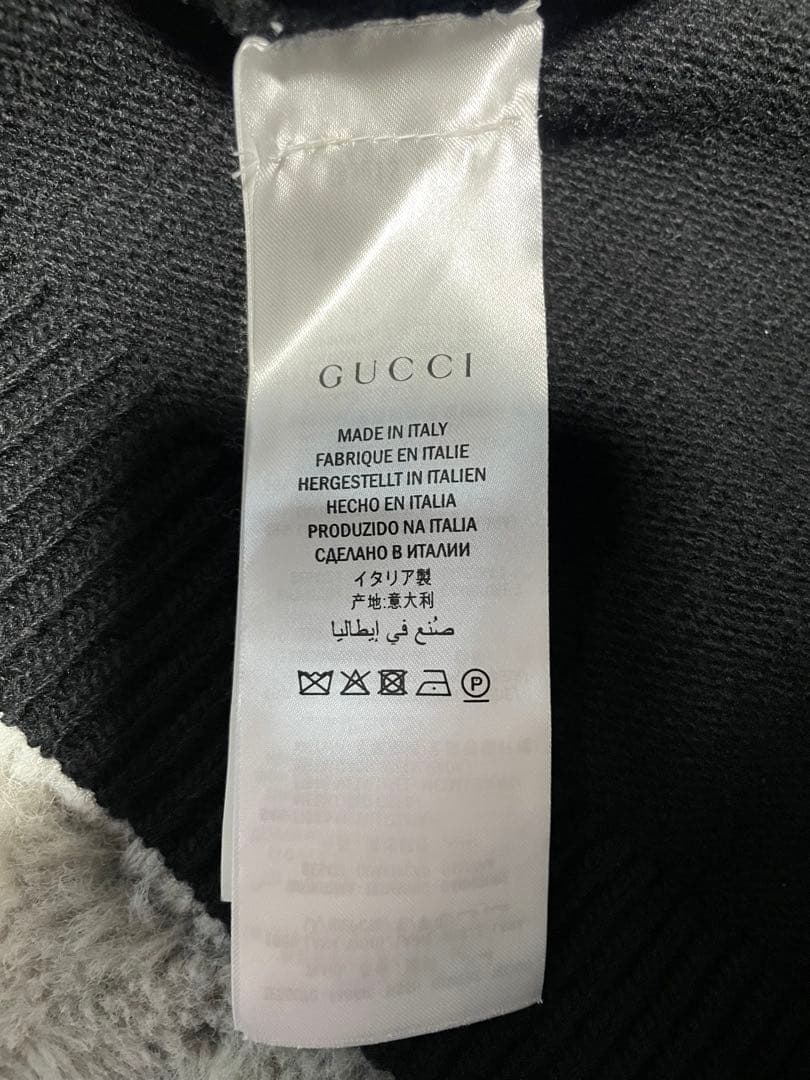 GUCCI
MADE IN ITALY
FABRIQUE EN ITALIE
HERGESTELLT IN ITALIEN
HECHO EN ITALIA
PRODUZIDO NA ITALIA
СДЕЛАНО В ИТАЛИИ
イタリア製
产地:意大利
صُنع في إيطاليا
P